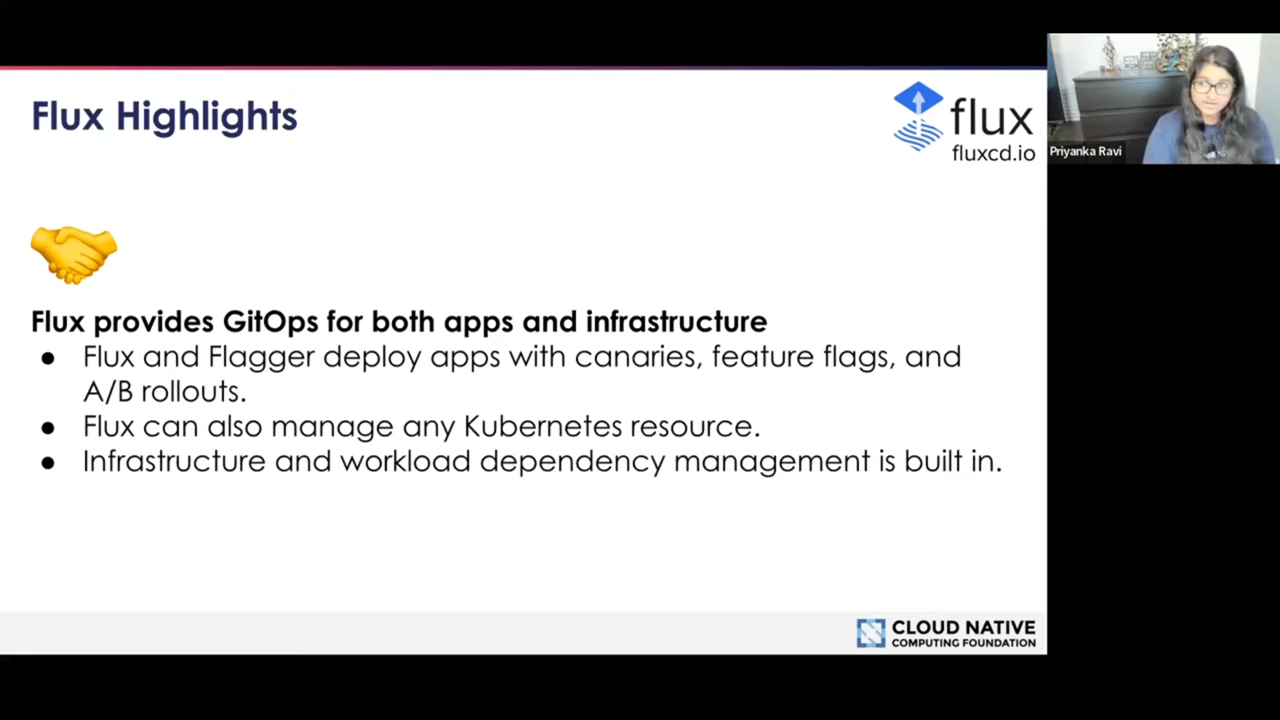 Flux Highlights
flux
fluxcd.io
Priyanka Ravi
Flux provides GitOps for both apps and infrastructure
● Flux and Flagger deploy apps with canaries, feature flags, and
A/B rollouts.
● Flux can also manage any Kubernetes resource.
● Infrastructure and workload dependency management is built in.
CLOUD NATIVE
COMPUTING FOUNDATION